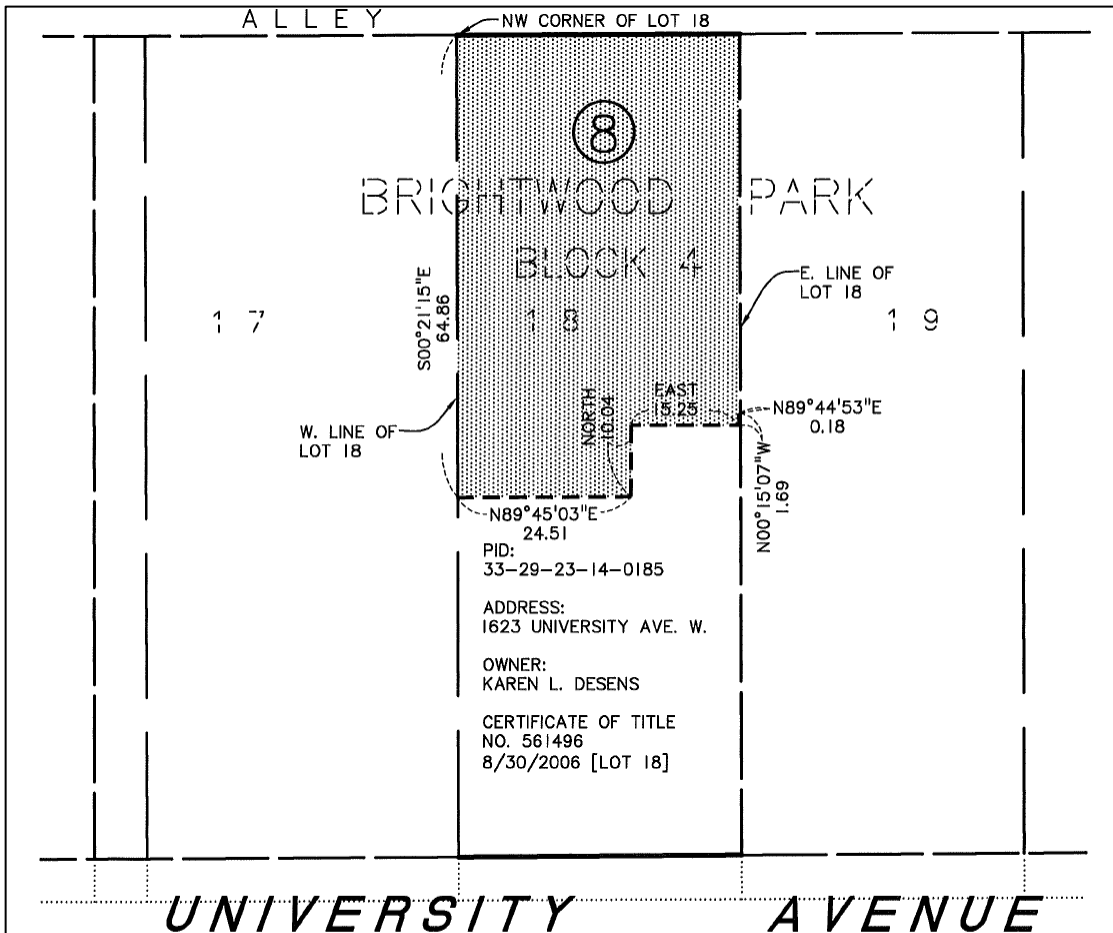 ALLEY
NW CORNER OF LOT 18
8
BRIGHTWOOD PARK
BLOCK 4
E. LINE OF
LOT 18
17
18
19
S00°21'15"E
64.86
NORTH
10.04
EAST
15.25
N89°44'53"E
0.18
W. LINE OF
LOT 18
N00°15'07"W
1.69
N89°45'03"E
24.51
PID:
33-29-23-14-0185
ADDRESS:
1623 UNIVERSITY AVE. W.
OWNER:
KAREN L. DESENS
CERTIFICATE OF TITLE
NO. 561496
8/30/2006 [LOT 18]
UNIVERSITY AVENUE